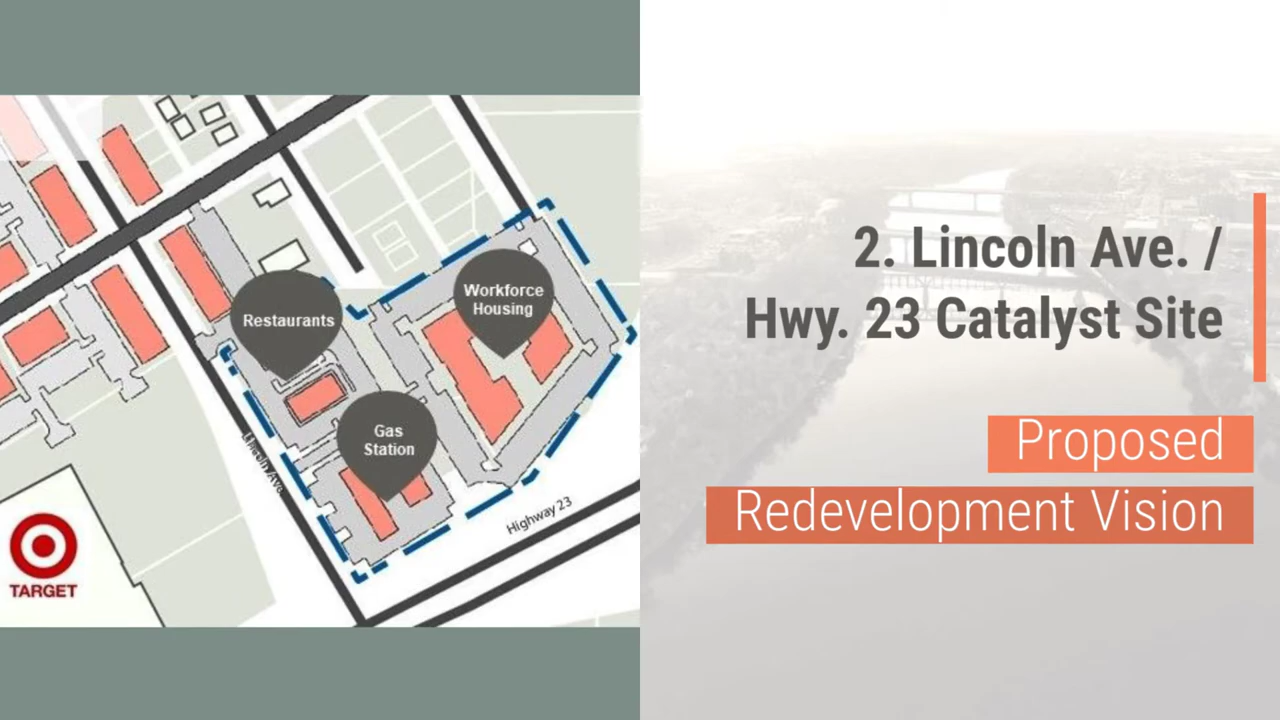 Restaurants
Workforce
Housing
Gas
Station
Lincoln Ave
Highway 23
TARGET
2. Lincoln Ave. /
Hwy. 23 Catalyst Site
Proposed
Redevelopment Vision